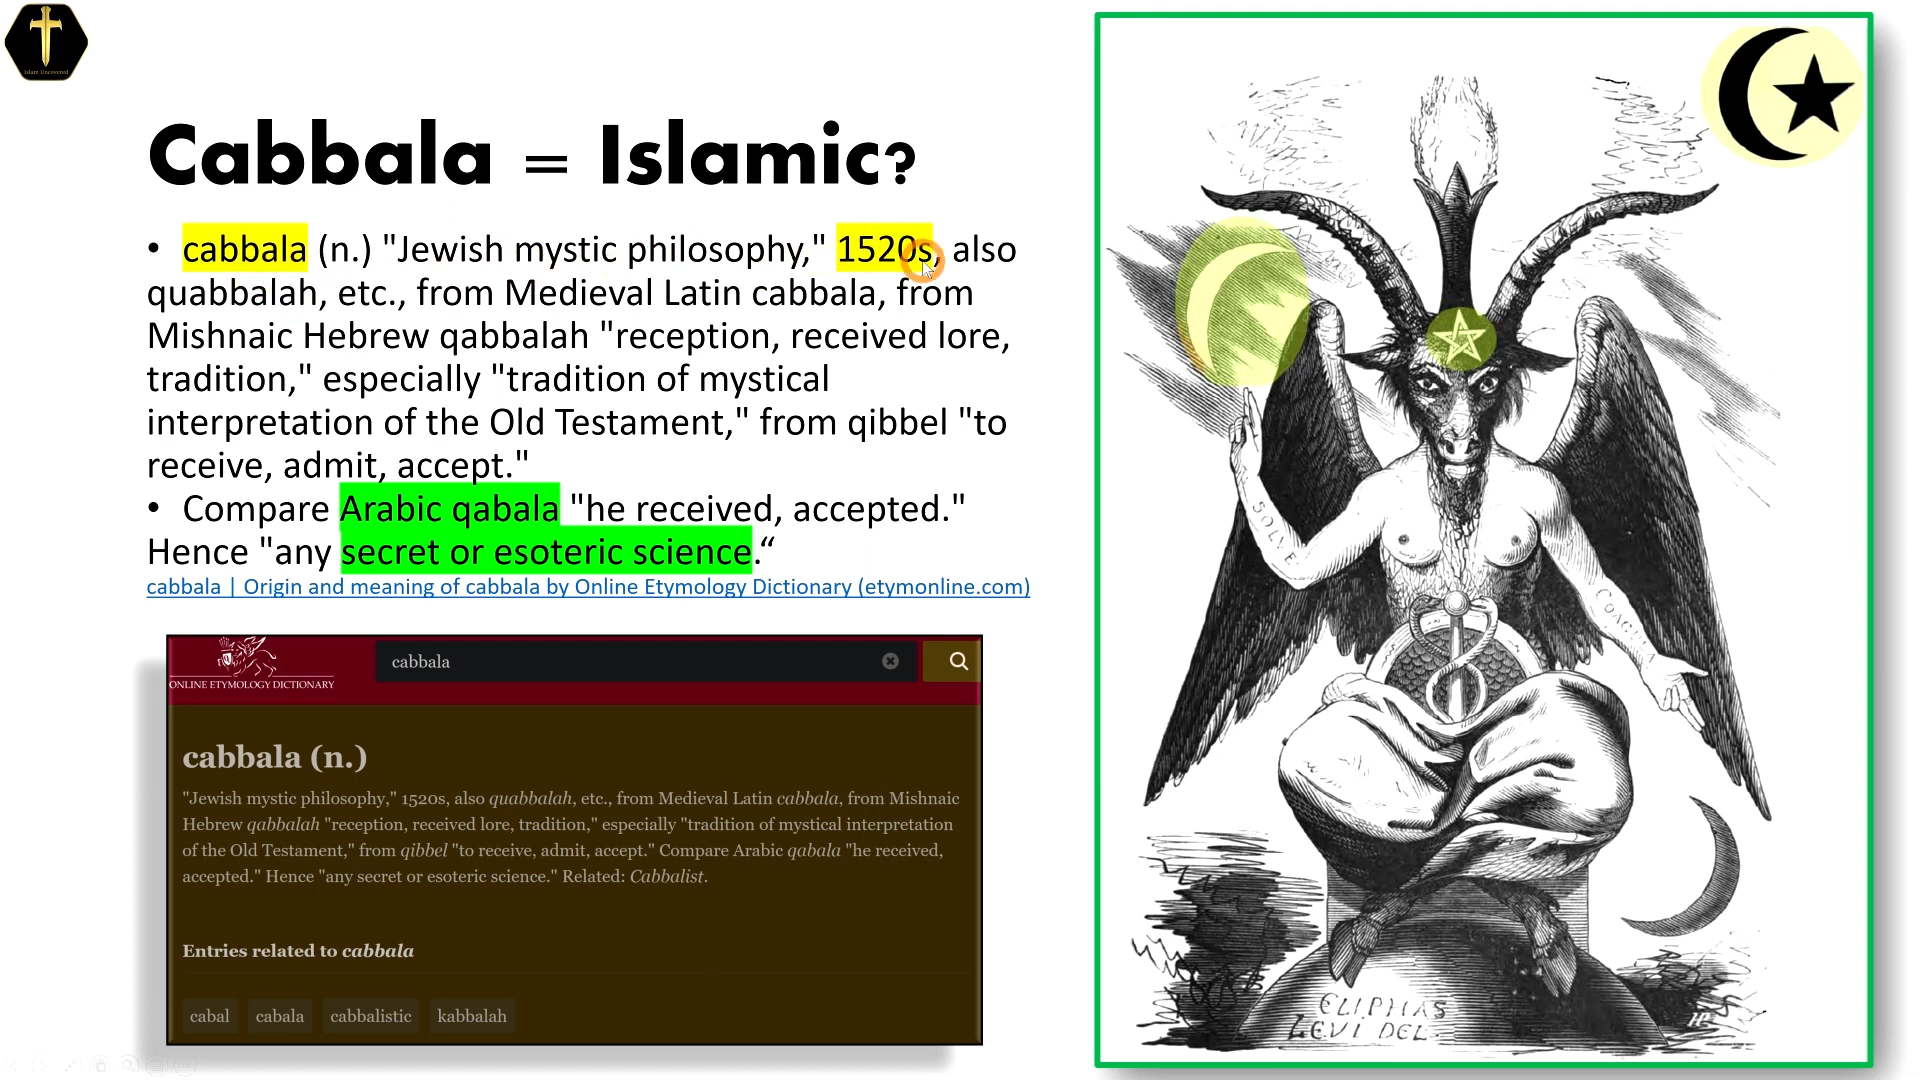 Islam Uncovered
Cabbala = Islamic?
• cabbala (n.) "Jewish mystic philosophy," 1520s, also
quabbalah, etc., from Medieval Latin cabbala, from
Mishnaic Hebrew qabbalah "reception, received lore,
tradition," especially "tradition of mystical
interpretation of the Old Testament," from qibbel "to
receive, admit, accept."
• Compare Arabic qabala "he received, accepted."
Hence "any secret or esoteric science.“
cabbala | Origin and meaning of cabbala by Online Etymology Dictionary (etymonline.com)
ONLINE ETYMOLOGY DICTIONARY
cabbala
cabbala (n.)
"Jewish mystic philosophy," 1520s, also quabbalah, etc., from Medieval Latin cabbala, from Mishnaic
Hebrew qabbalah "reception, received lore, tradition," especially "tradition of mystical interpretation
of the Old Testament," from qibbel "to receive, admit, accept." Compare Arabic qabala "he received,
accepted." Hence "any secret or esoteric science." Related: Cabbalist.
Entries related to cabbala
cabal cabala cabbalistic kabbalah
SOLVE
COAGULA
ELIPHAS
LEVI DEL